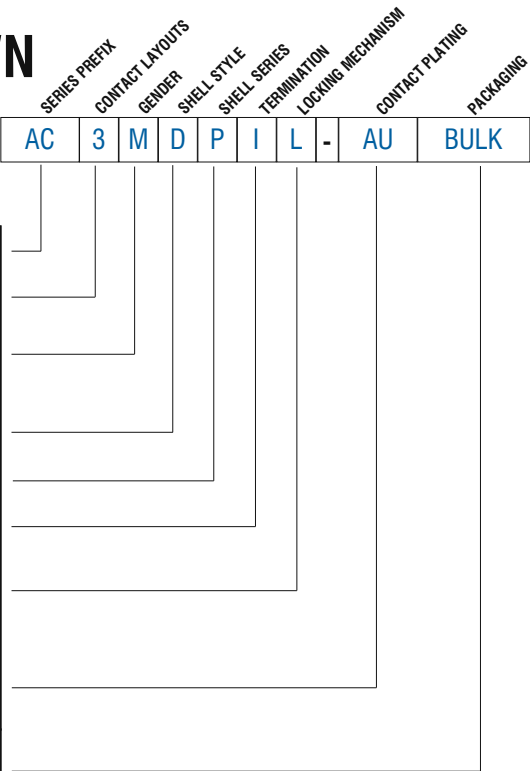 WN
SERIES PREFIX
CONTACT LAYOUTS
GENDER
SHELL STYLE
SHELL SERIES
TERMINATION
LOCKING MECHANISM
CONTACT PLATING
PACKAGING
AC 3 M D P I L - AU BULK